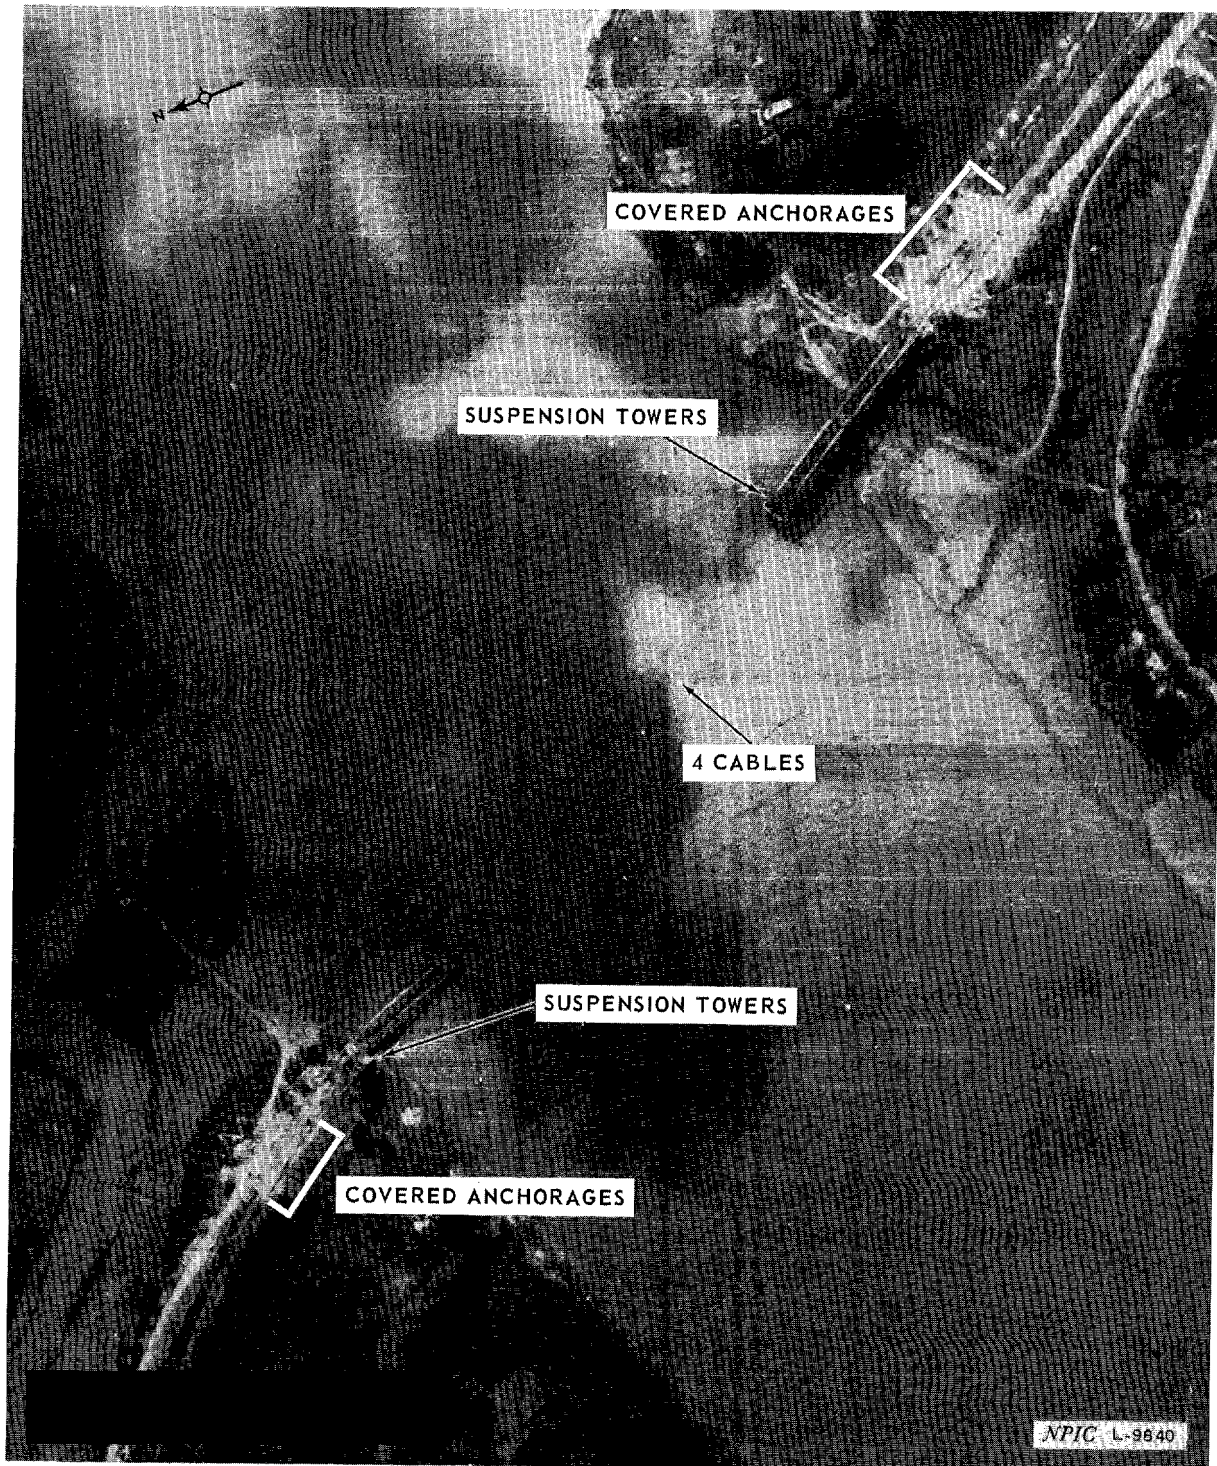 N
COVERED ANCHORAGES
SUSPENSION TOWERS
4 CABLES
SUSPENSION TOWERS
COVERED ANCHORAGES
NPIC L-9840